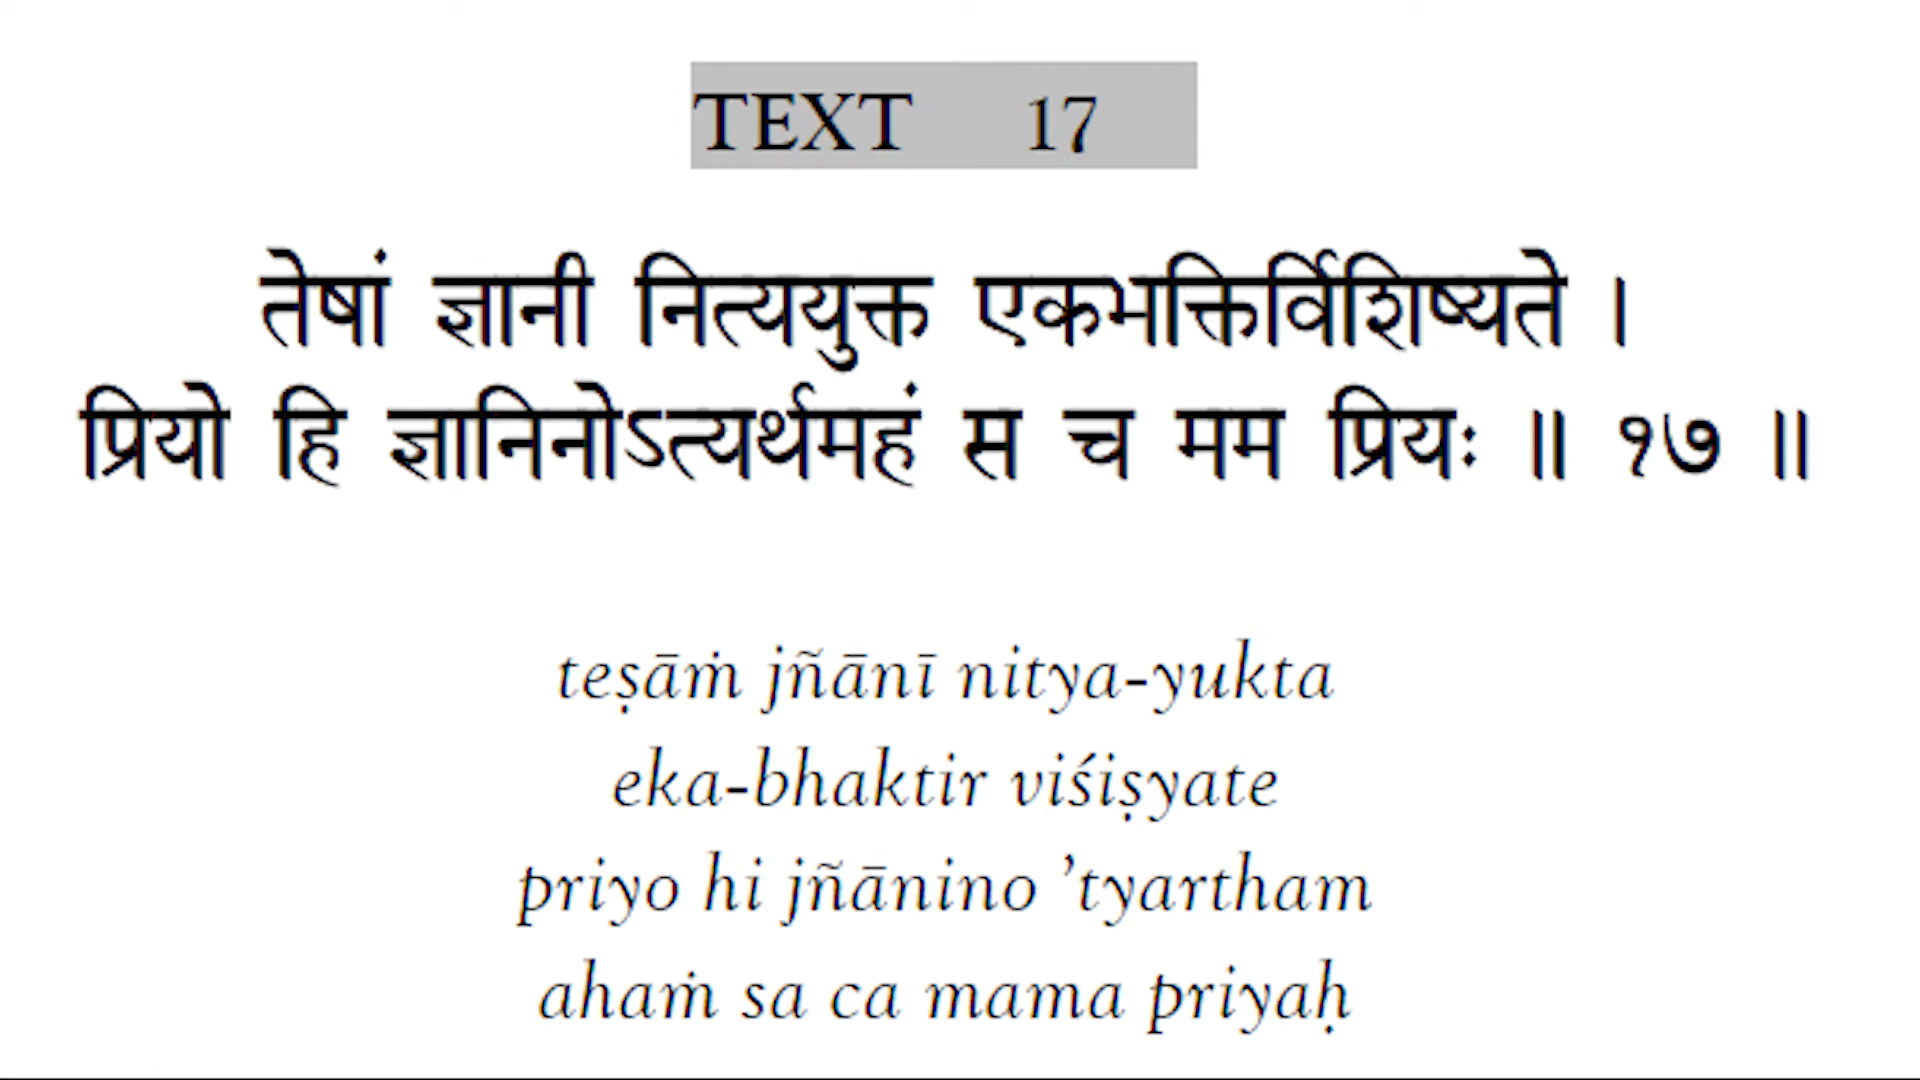 TEXT 17
तेषां ज्ञानी नित्ययुक्त एकभक्तिर्विशिष्यते ।
प्रियो हि ज्ञानिनोऽत्यर्थमहं स च मम प्रियः ॥ १७ ॥
teṣāṁ jñānī nitya-yukta
eka-bhaktir viśiṣyate
priyo hi jñānino ’tyartham
ahaṁ sa ca mama priyaḥ